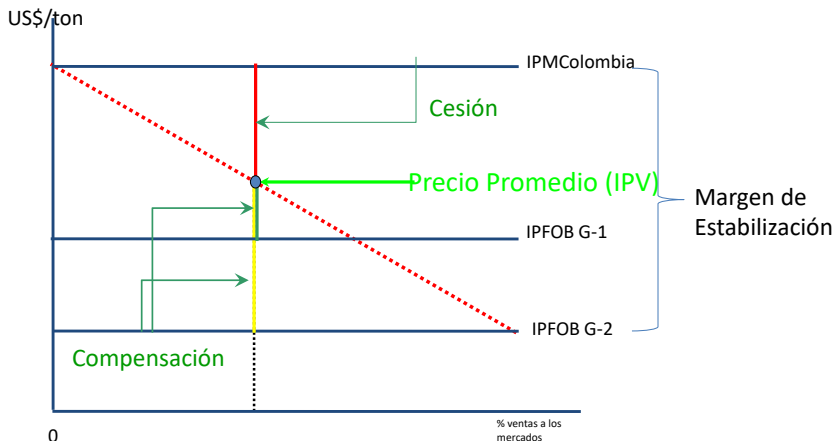 US$/ton
IPMColombia
Cesión
Precio Promedio (IPV)
Margen de
Estabilización
IPFOB G-1
IPFOB G-2
Compensación
% ventas a los
mercados
0